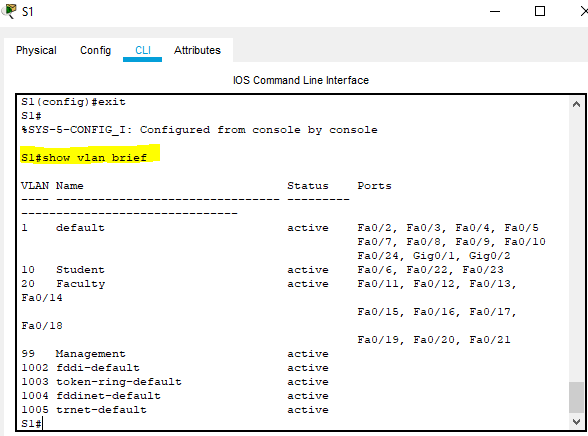 S1
Physical Config CLI Attributes
IOS Command Line Interface
S1(config)#exit
S1#
%SYS-5-CONFIG_I: Configured from console by console
S1#show vlan brief
VLAN Name                             Status    Ports
---- -------------------------------- ---------
-------------------------------
1    default                          active    Fa0/2, Fa0/3, Fa0/4, Fa0/5
                                                Fa0/7, Fa0/8, Fa0/9, Fa0/10
                                                Fa0/24, Gig0/1, Gig0/2
10   Student                          active    Fa0/6, Fa0/22, Fa0/23
20   Faculty                          active    Fa0/11, Fa0/12, Fa0/13,
Fa0/14
                                                Fa0/15, Fa0/16, Fa0/17,
Fa0/18
                                                Fa0/19, Fa0/20, Fa0/21
99   Management                       active
1002 fddi-default                     active
1003 token-ring-default               active
1004 fddinet-default                  active
1005 trnet-default                    active
S1#